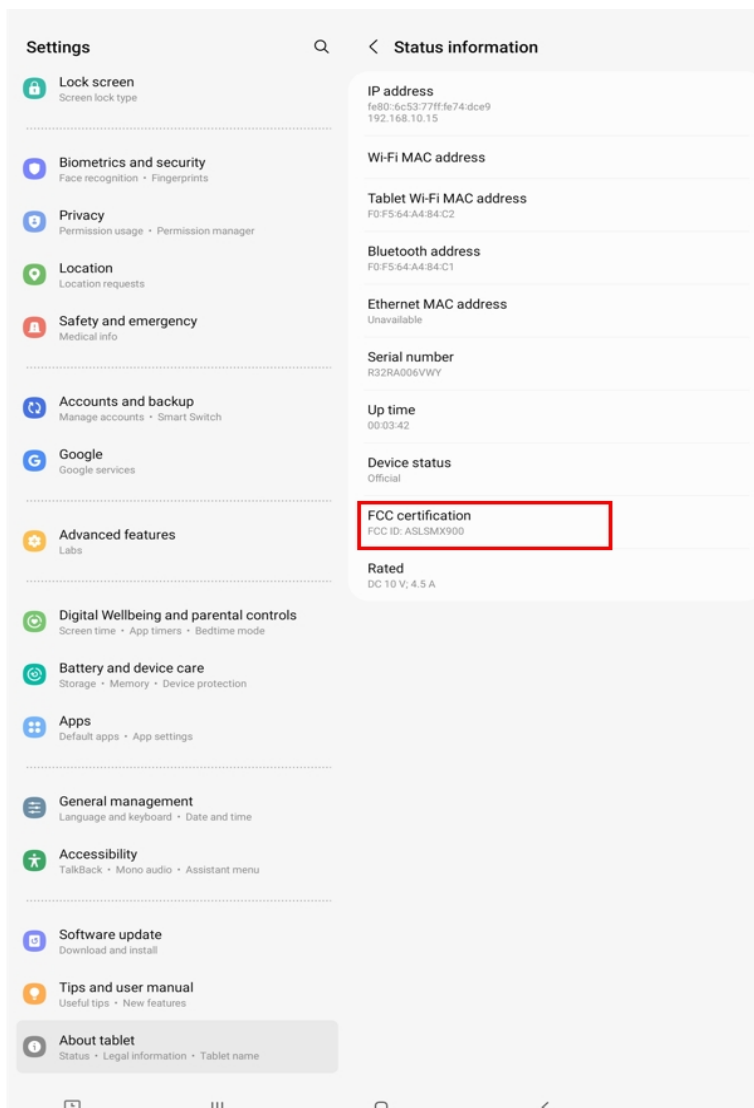 Settings
Lock screen
Screen lock type
Biometrics and security
Face recognition • Fingerprints
Privacy
Permission usage • Permission manager
Location
Location requests
Safety and emergency
Medical info
Accounts and backup
Manage accounts • Smart Switch
Google
Google services
Advanced features
Labs
Digital Wellbeing and parental controls
Screen time • App timers • Bedtime mode
Battery and device care
Storage • Memory • Device protection
Apps
Default apps • App settings
General management
Language and keyboard • Date and time
Accessibility
TalkBack • Mono audio • Assistant menu
Software update
Download and install
Tips and user manual
Useful tips • New features
About tablet
Status • Legal information • Tablet name
Status information
IP address
fe80::6c53:77ff:fe74:dce9
192.168.10.15
Wi-Fi MAC address
Tablet Wi-Fi MAC address
F0:F5:64:A4:84:C2
Bluetooth address
F0:F5:64:A4:84:C1
Ethernet MAC address
Unavailable
Serial number
R32RA006VWY
Up time
00:03:42
Device status
Official
FCC certification
FCC ID: ASLSMX900
Rated
DC 10 V; 4.5 A